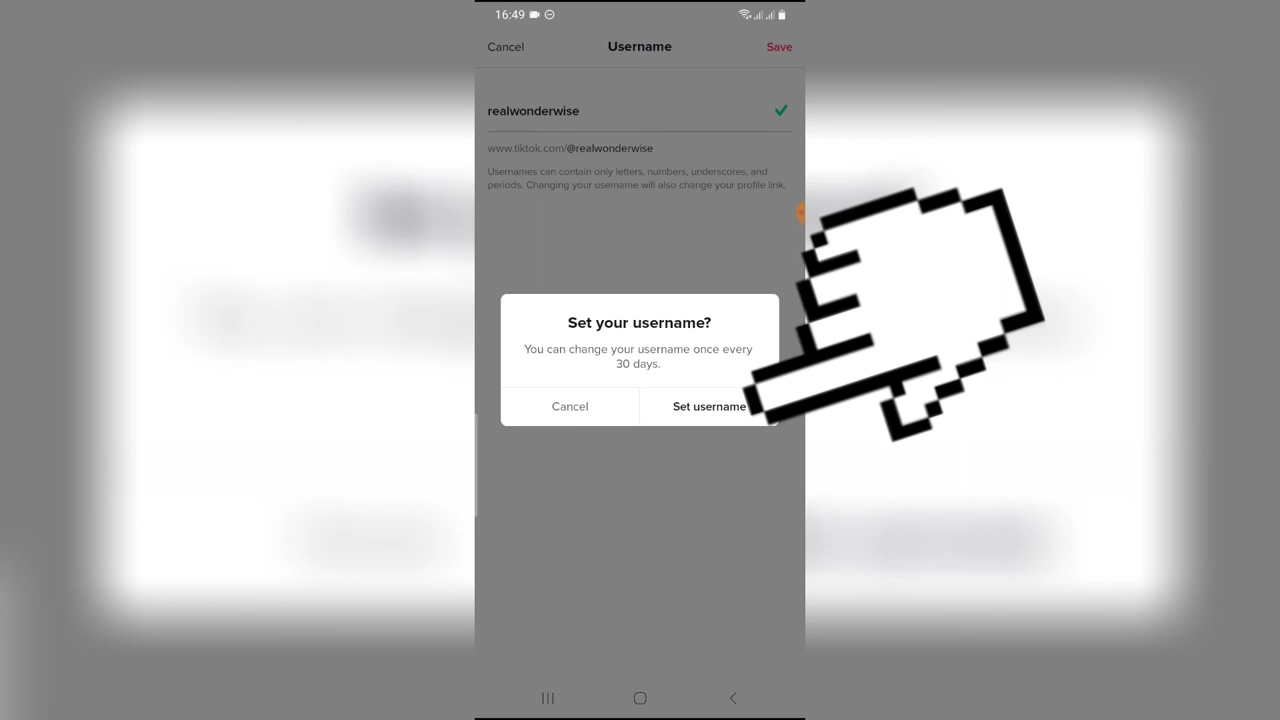 16:49
Cancel Username Save
realwonderwise
www.tiktok.com/@realwonderwise
Usernames can contain only letters, numbers, underscores, and
periods. Changing your username will also change your profile link.
Set your username?
You can change your username once every
30 days.
Cancel Set username